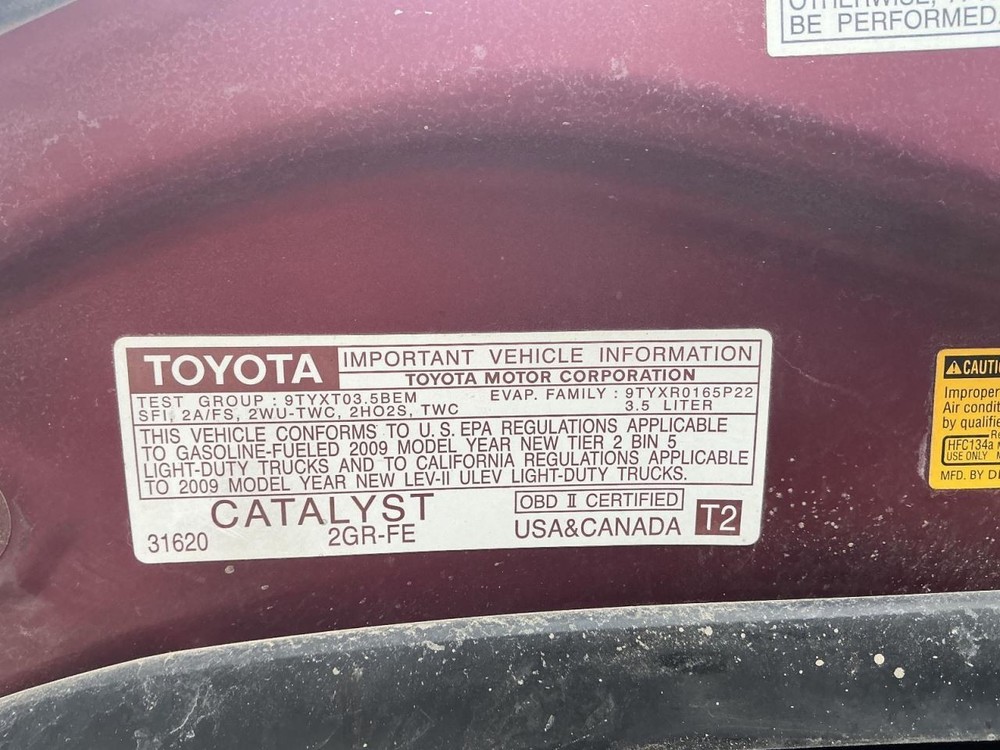 OTHERWISE,
BE PERFORMED.
TOYOTA
IMPORTANT VEHICLE INFORMATION
TOYOTA MOTOR CORPORATION
TEST GROUP : 9TYXT03.5BEM
EVAP. FAMILY : 9TYXR0165P22
SFI, 2A/FS, 2WU-TWC, 2HO2S, TWC
3.5 LITER
THIS VEHICLE CONFORMS TO U.S. EPA REGULATIONS APPLICABLE
TO GASOLINE-FUELED 2009 MODEL YEAR NEW TIER 2 BIN 5
LIGHT-DUTY TRUCKS AND TO CALIFORNIA REGULATIONS APPLICABLE
TO 2009 MODEL YEAR NEW LEV-II ULEV LIGHT-DUTY TRUCKS.
CATALYST
OBD II CERTIFIED
T2
31620
2GR-FE
USA&CANADA
CAUTI
Improper
Air condit
by qualifie
HFC134a
USE ONLY
MFD. BY